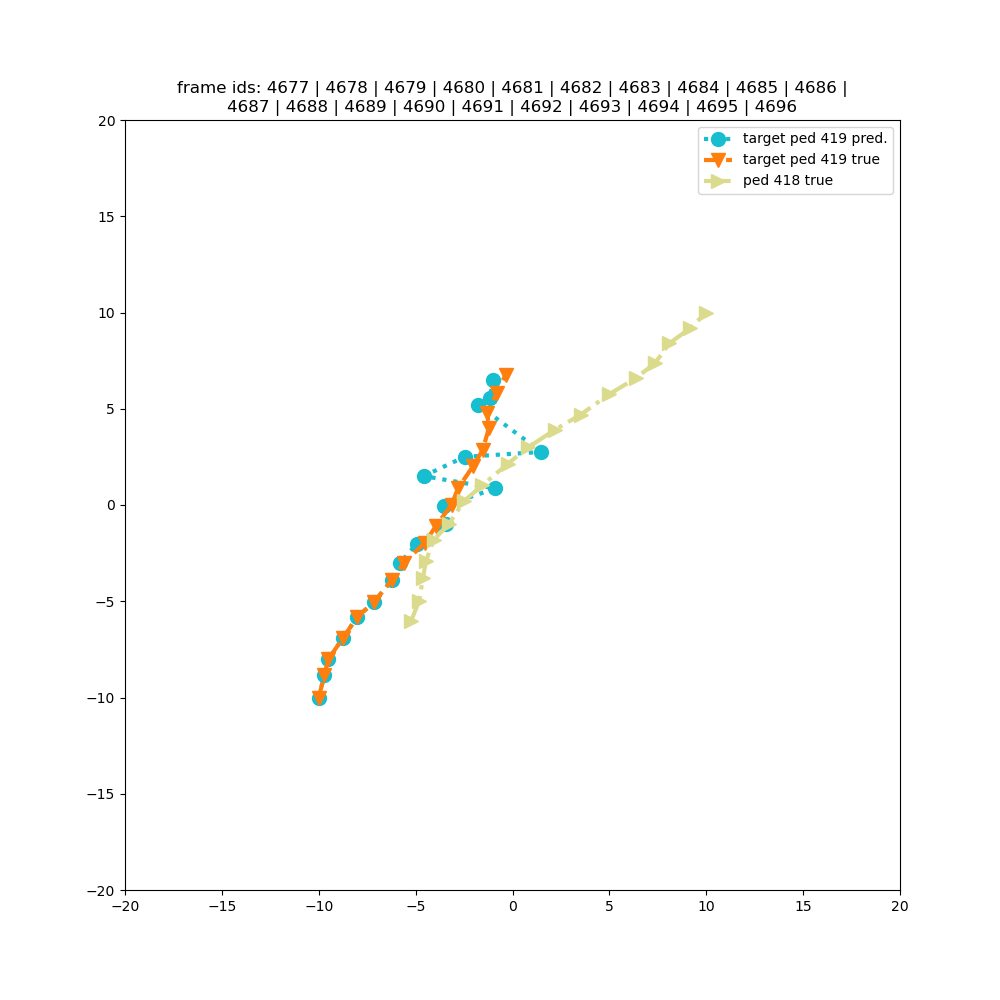 frame ids: 4677 | 4678 | 4679 | 4680 | 4681 | 4682 | 4683 | 4684 | 4685 | 4686 |
4687 | 4688 | 4689 | 4690 | 4691 | 4692 | 4693 | 4694 | 4695 | 4696
target ped 419 pred.
target ped 419 true
ped 418 true
20
15
10
5
0
−5
−10
−15
−20
−20 −15 −10 −5 0 5 10 15 20